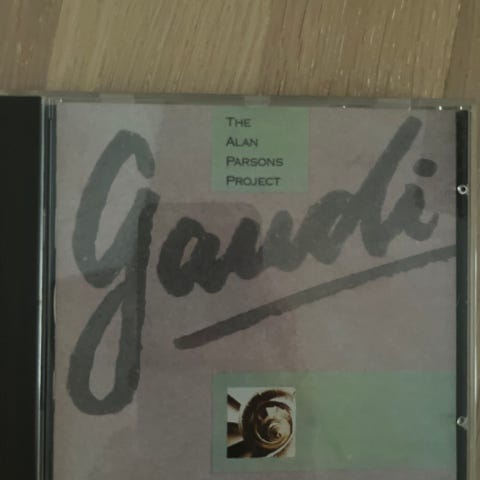 THE
ALAN
PARSONS
PROJECT
gaudi